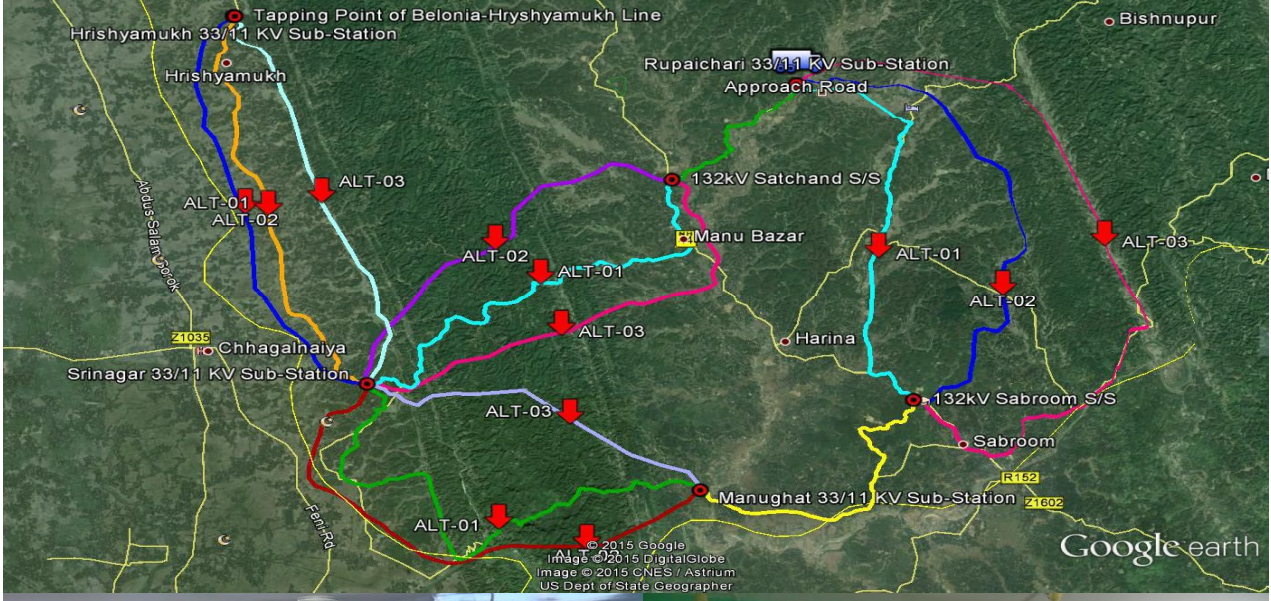 Tapping Point of Belonia-Hryshyamukh Line
Bishnupur
Hrishyamukh 33/11 KV Sub-Station
Hrishyamukh
Rupaichari 33/11 KV Sub-Station
Approach Road
ALT-03
132kV Satchand S/S
Abdus Salam Sorok
ALT-01
ALT-02
Manu Bazar
ALT-03
ALT-02
ALT-01
ALT-01
ALT-02
ALT-03
Z1035
Chhagalnaiya
Harina
Srinagar 33/11 KV Sub-Station
132kV Sabroom S/S
ALT-03
Sabroom
R152
Manughat 33/11 KV Sub-Station
Z1602
Feni Rd
ALT-01
© 2015 Google
Image © 2015 DigitalGlobe
Image © 2015 CNES / Astrium
US Dept of State Geographer
Google earth